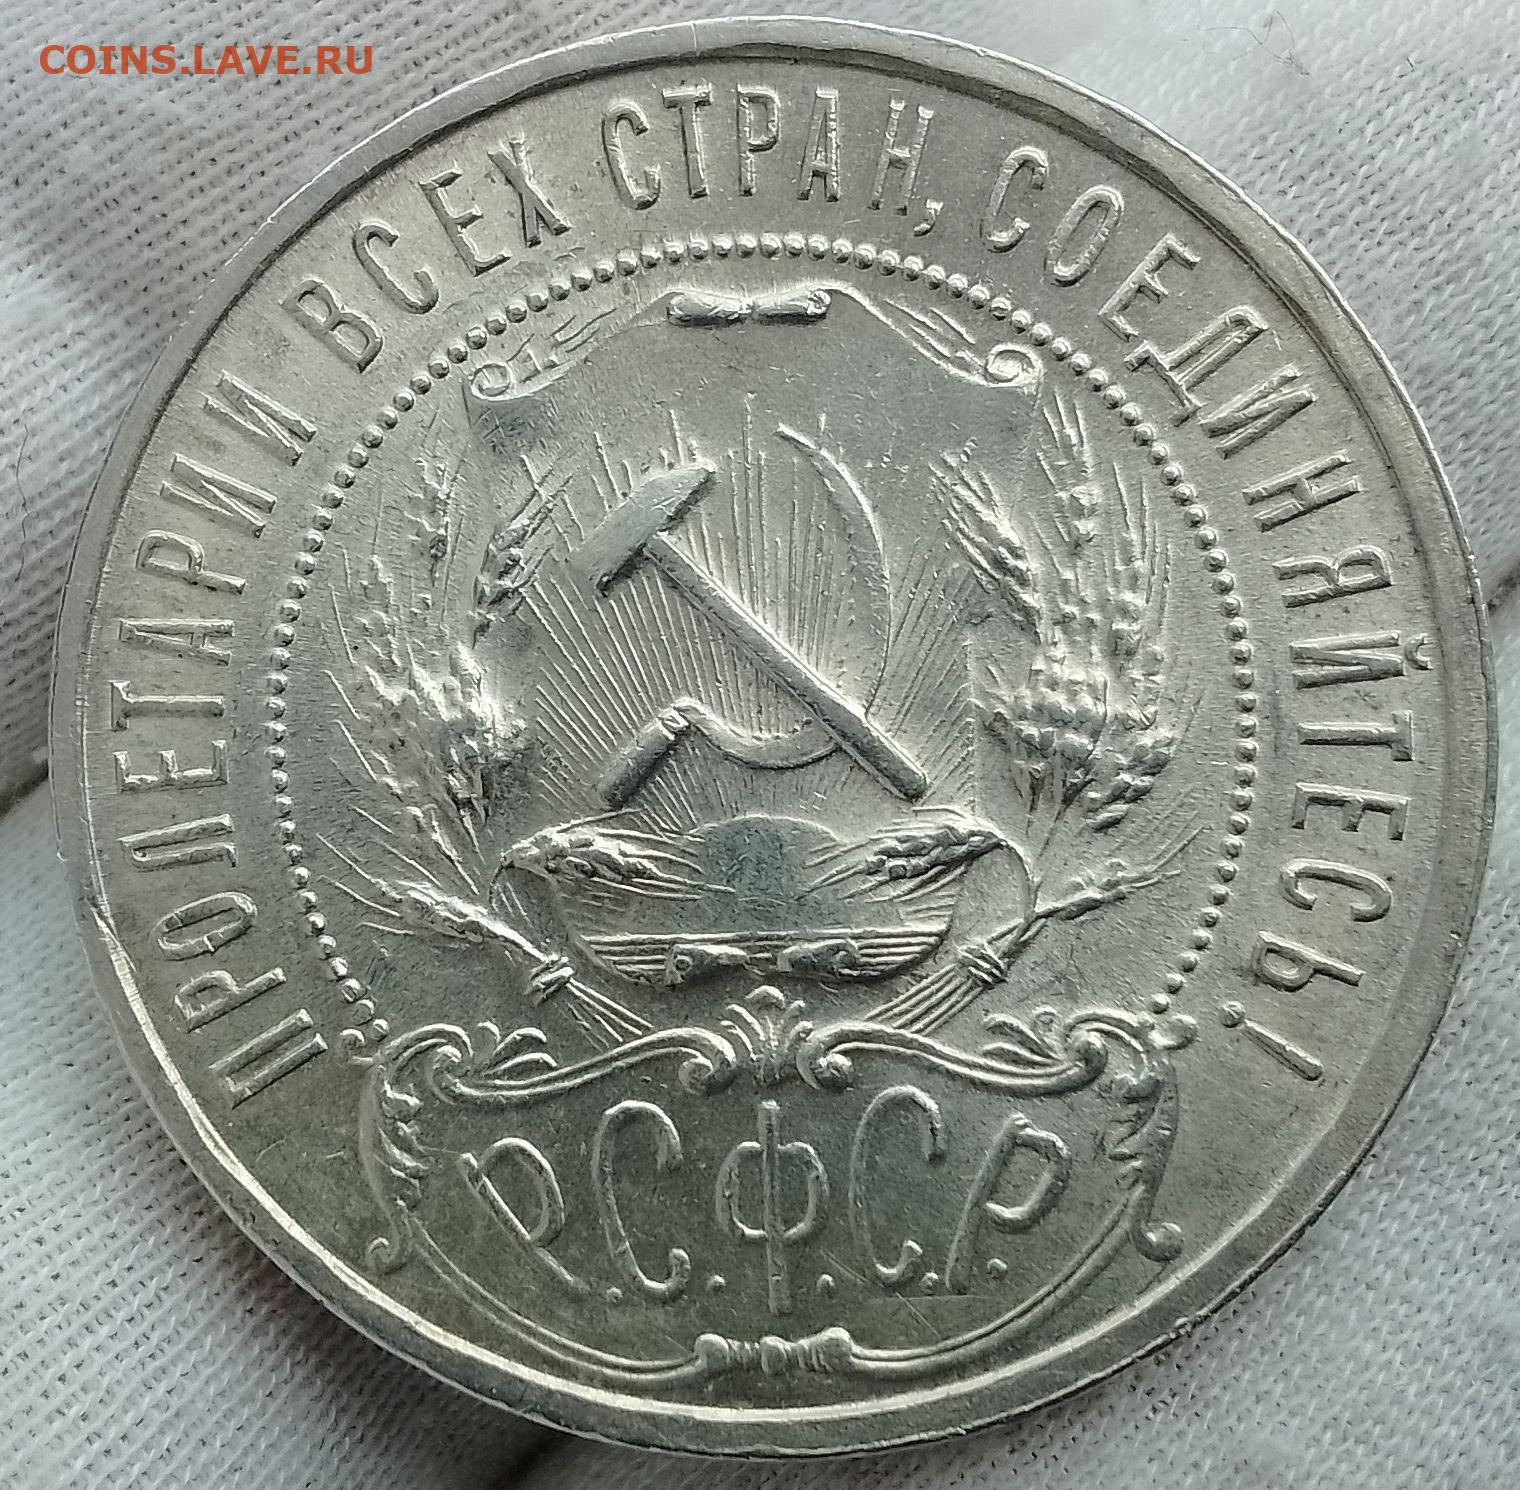 COINS.LAVE.RU
ПРОЛЕТАРИИ ВСЕХ СТРАН, СОЕДИНЯЙТЕСЬ!
Р.С.Ф.С.Р.